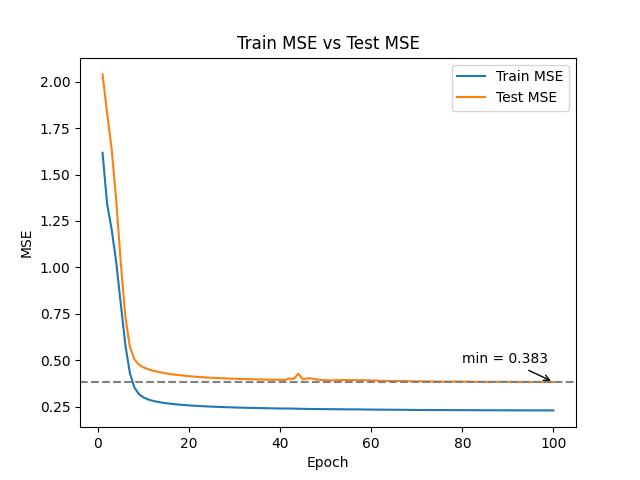 Train MSE vs Test MSE
Train MSE
Test MSE
2.00
1.75
1.50
1.25
1.00
0.75
0.50
0.25
MSE
min = 0.383
0 20 40 60 80 100
Epoch